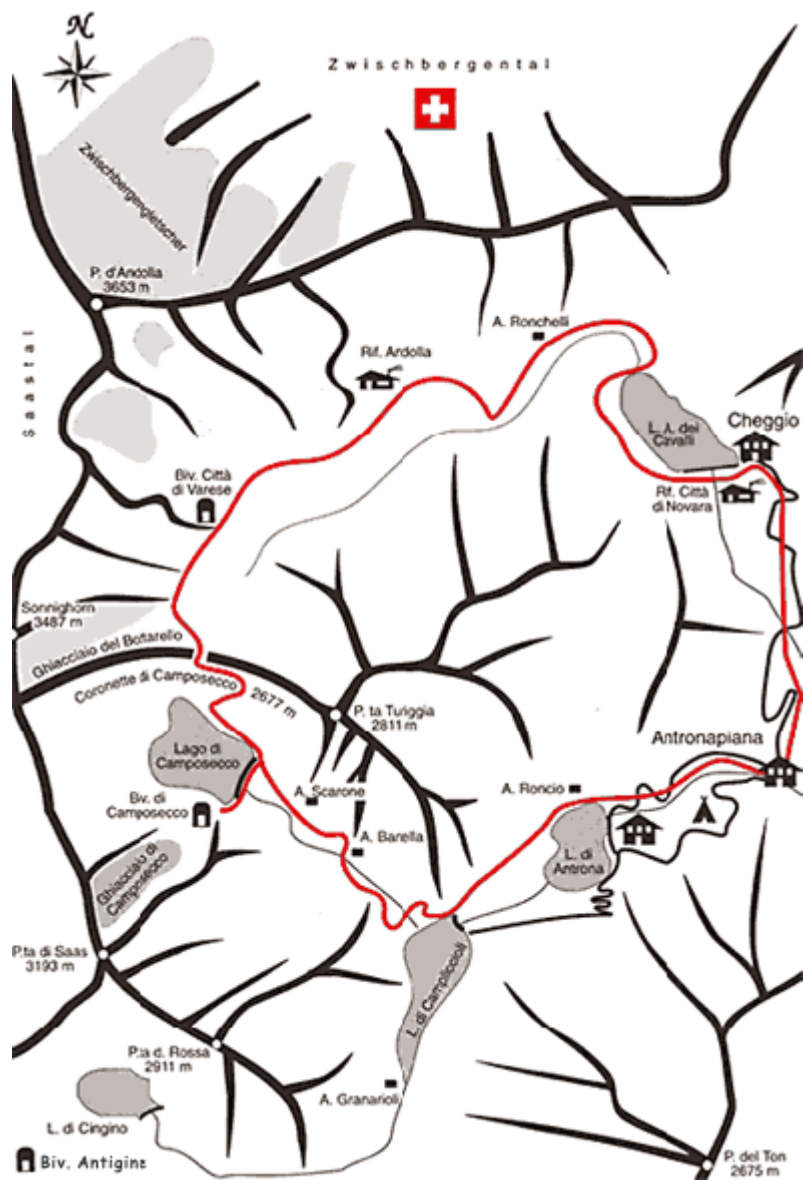 N
Zwischbergental
Zwischbergengletscher
P. d'Andolla
3653 m
Saastal
A. Ronchelli
Rif. Andolla
Cheggio
L. A. dei
Cavalli
Biv. Città
di Varese
Rf. Città
di Novara
Sonnighorn
3487 m
Ghiacciaio del Bottarello
Coronette di Camposecco
2677 m
P. ta Turiggia
2811 m
Antronapiana
Lago di
Camposecco
A. Scarone
A. Roncio
Bv. di
Camposecco
A. Barella
L. di
Antrona
Ghiacciaio di
Camposecco
P.ta di Saas
3193 m
L. di Campliccioli
P.ta d. Rossa
2911 m
A. Granarioli
L. di Cingino
Biv. Antigine
P. del Ton
2675 m